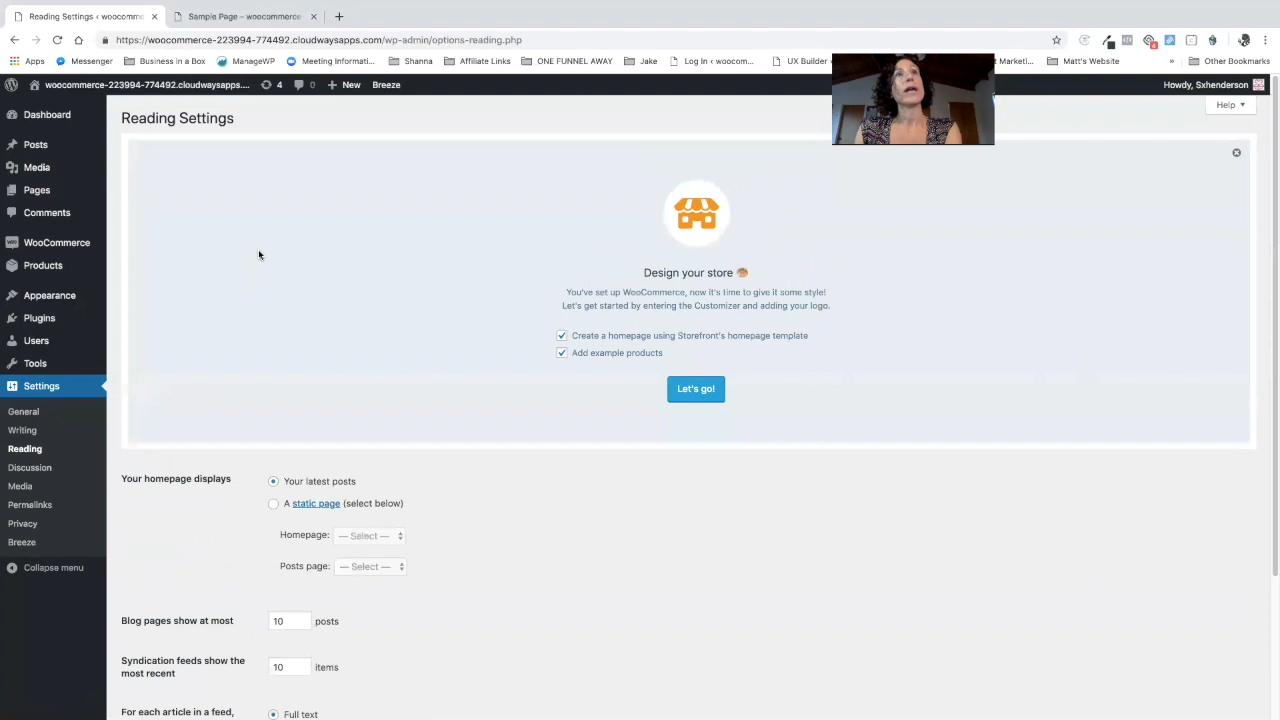 Reading Settings ‹ woocomm
Sample Page – woocommerce
https://woocommerce-223994-774492.cloudwaysapps.com/wp-admin/options-reading.php
Apps
Messenger
Business in a Box
ManageWP
Meeting Informati...
Shanna
Affiliate Links
ONE FUNNEL AWAY
Jake
Log In ‹ woocom...
UX Builder
Marketi...
Matt's Website
»
Other Bookmarks
woocommerce-223994-774492.cloudwaysapps....
4
0
+ New
Breeze
Howdy, Sxhenderson
Help
Dashboard
Posts
Media
Pages
Comments
WooCommerce
Products
Appearance
Plugins
Users
Tools
Settings
General
Writing
Reading
Discussion
Media
Permalinks
Privacy
Breeze
Collapse menu
Reading Settings
Design your store
You've set up WooCommerce, now it's time to give it some style!
Let's get started by entering the Customizer and adding your logo.
Create a homepage using Storefront's homepage template
Add example products
Let's go!
Your homepage displays
Your latest posts
A static page (select below)
Homepage: — Select —
Posts page: — Select —
Blog pages show at most
10 posts
Syndication feeds show the
most recent
10 items
For each article in a feed,
Full text